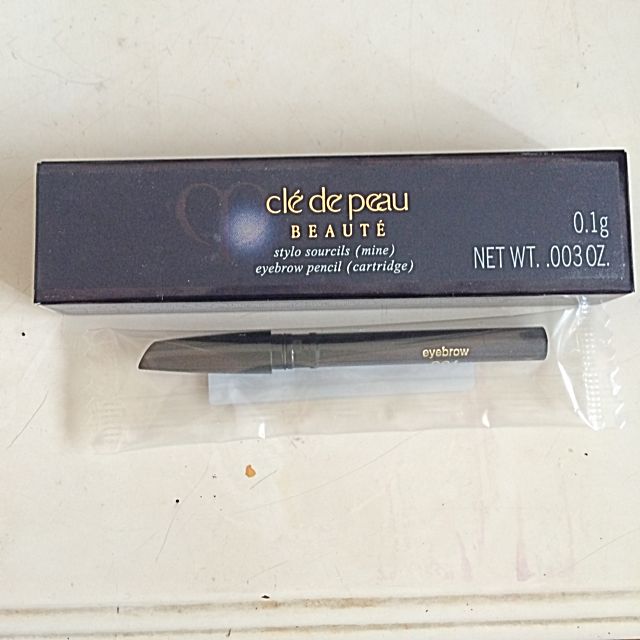 clé de peau
BEAUTÉ
stylo sourcils (mine)
eyebrow pencil (cartridge)
0.1g
NET WT. .003 OZ.
eyebrow